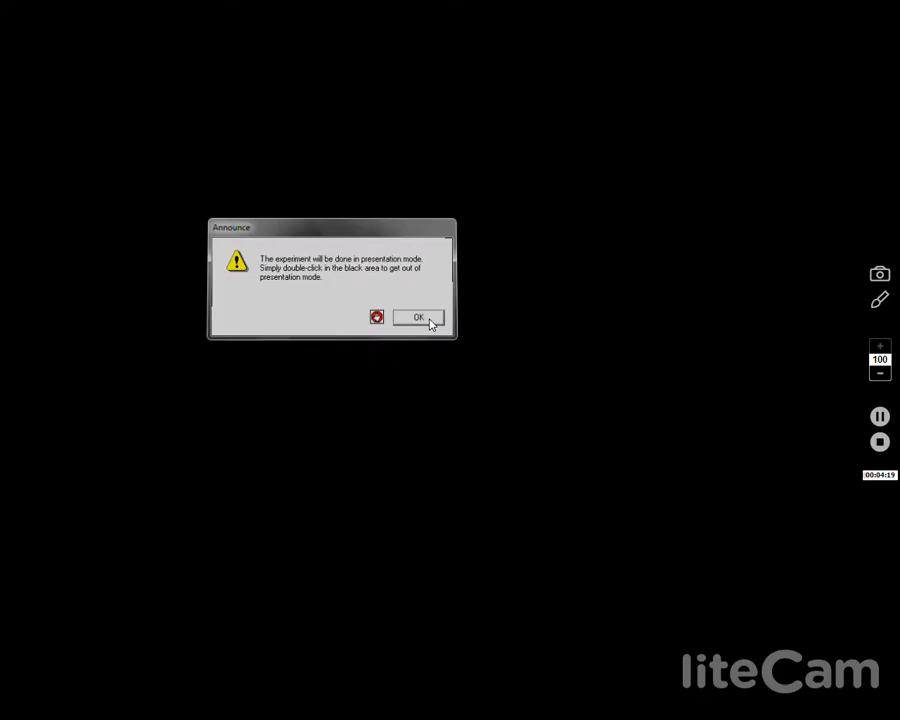 Announce
The experiment will be done in presentation mode.
Simply double-click in the black area to get out of
presentation mode.
OK
+
100
−
00:04:19
liteCam